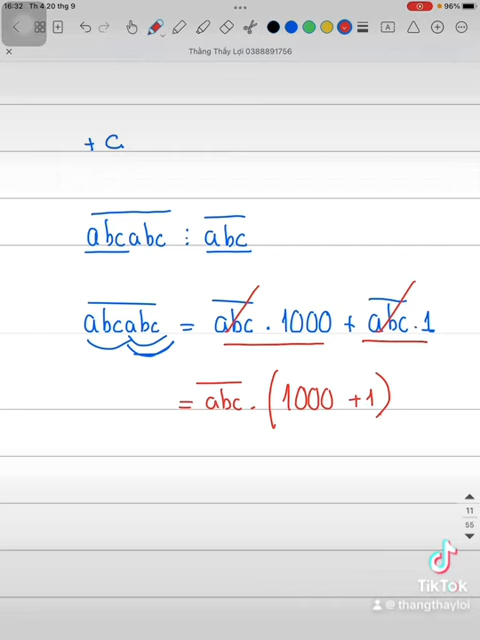 16:32 Th 4 20 thg 9
96%
Thằng Thầy Lợi 0388891756
+ C
abcabc ⋮ abc
abcabc = abc . 1000 + abc . 1
= abc . (1000 + 1)
11
55
TikTok
@thangthayloi